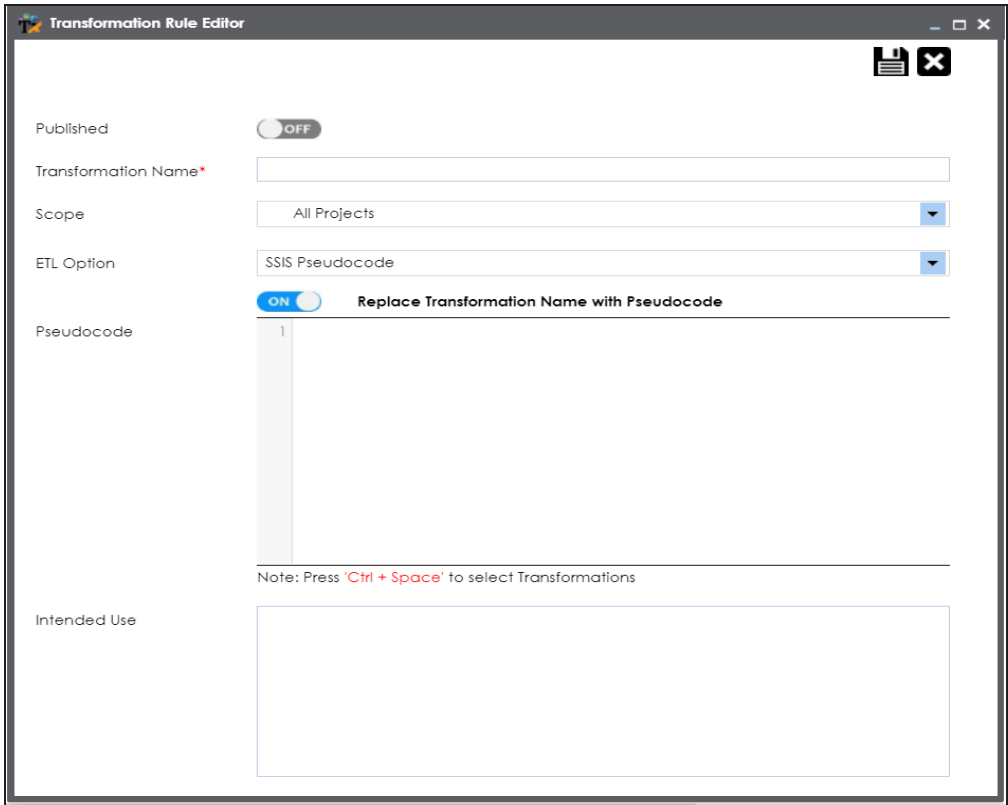 Transformation Rule Editor
Published OFF
Transformation Name*
Scope All Projects
ETL Option SSIS Pseudocode
ON Replace Transformation Name with Pseudocode
Pseudocode 1
Note: Press 'Ctrl + Space' to select Transformations
Intended Use